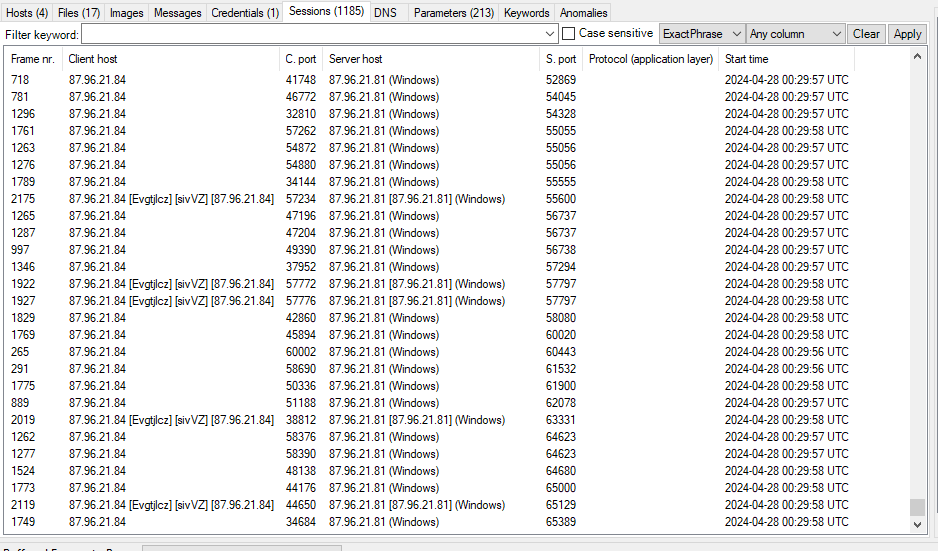 Hosts (4) Files (17) Images Messages Credentials (1) Sessions (1185) DNS Parameters (213) Keywords Anomalies
Filter keyword: Case sensitive ExactPhrase Any column Clear Apply
Frame nr. Client host C. port Server host S. port Protocol (application layer) Start time
718 87.96.21.84 41748 87.96.21.81 (Windows) 52869 2024-04-28 00:29:57 UTC
781 87.96.21.84 46772 87.96.21.81 (Windows) 54045 2024-04-28 00:29:57 UTC
1296 87.96.21.84 32810 87.96.21.81 (Windows) 54328 2024-04-28 00:29:57 UTC
1761 87.96.21.84 57262 87.96.21.81 (Windows) 55055 2024-04-28 00:29:58 UTC
1263 87.96.21.84 54872 87.96.21.81 (Windows) 55056 2024-04-28 00:29:57 UTC
1276 87.96.21.84 54880 87.96.21.81 (Windows) 55056 2024-04-28 00:29:57 UTC
1789 87.96.21.84 34144 87.96.21.81 (Windows) 55555 2024-04-28 00:29:58 UTC
2175 87.96.21.84 [Evgtjlcz] [sivVZ] [87.96.21.84] 57234 87.96.21.81 [87.96.21.81] (Windows) 55600 2024-04-28 00:29:58 UTC
1265 87.96.21.84 47196 87.96.21.81 (Windows) 56737 2024-04-28 00:29:57 UTC
1287 87.96.21.84 47204 87.96.21.81 (Windows) 56737 2024-04-28 00:29:57 UTC
997 87.96.21.84 49390 87.96.21.81 (Windows) 56738 2024-04-28 00:29:57 UTC
1346 87.96.21.84 37952 87.96.21.81 (Windows) 57294 2024-04-28 00:29:57 UTC
1922 87.96.21.84 [Evgtjlcz] [sivVZ] [87.96.21.84] 57772 87.96.21.81 [87.96.21.81] (Windows) 57797 2024-04-28 00:29:58 UTC
1927 87.96.21.84 [Evgtjlcz] [sivVZ] [87.96.21.84] 57776 87.96.21.81 [87.96.21.81] (Windows) 57797 2024-04-28 00:29:58 UTC
1829 87.96.21.84 42860 87.96.21.81 (Windows) 58080 2024-04-28 00:29:58 UTC
1769 87.96.21.84 45894 87.96.21.81 (Windows) 60020 2024-04-28 00:29:58 UTC
265 87.96.21.84 60002 87.96.21.81 (Windows) 60443 2024-04-28 00:29:56 UTC
291 87.96.21.84 58690 87.96.21.81 (Windows) 61532 2024-04-28 00:29:56 UTC
1775 87.96.21.84 50336 87.96.21.81 (Windows) 61900 2024-04-28 00:29:58 UTC
889 87.96.21.84 51188 87.96.21.81 (Windows) 62078 2024-04-28 00:29:57 UTC
2019 87.96.21.84 [Evgtjlcz] [sivVZ] [87.96.21.84] 38812 87.96.21.81 [87.96.21.81] (Windows) 63331 2024-04-28 00:29:58 UTC
1262 87.96.21.84 58376 87.96.21.81 (Windows) 64623 2024-04-28 00:29:57 UTC
1277 87.96.21.84 58390 87.96.21.81 (Windows) 64623 2024-04-28 00:29:57 UTC
1524 87.96.21.84 48138 87.96.21.81 (Windows) 64680 2024-04-28 00:29:58 UTC
1773 87.96.21.84 44176 87.96.21.81 (Windows) 65000 2024-04-28 00:29:58 UTC
2119 87.96.21.84 [Evgtjlcz] [sivVZ] [87.96.21.84] 44650 87.96.21.81 [87.96.21.81] (Windows) 65129 2024-04-28 00:29:58 UTC
1749 87.96.21.84 34684 87.96.21.81 (Windows) 65389 2024-04-28 00:29:58 UTC